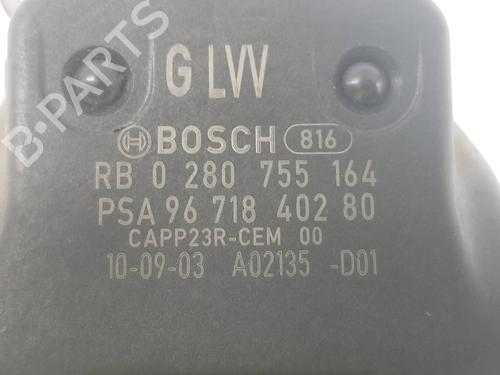 G LW
BOSCH 816
RB 0 280 755 164
PSA 96 718 402 80
CAPP23R-CEM 00
10-09-03 A02135 -D01
B-PARTS